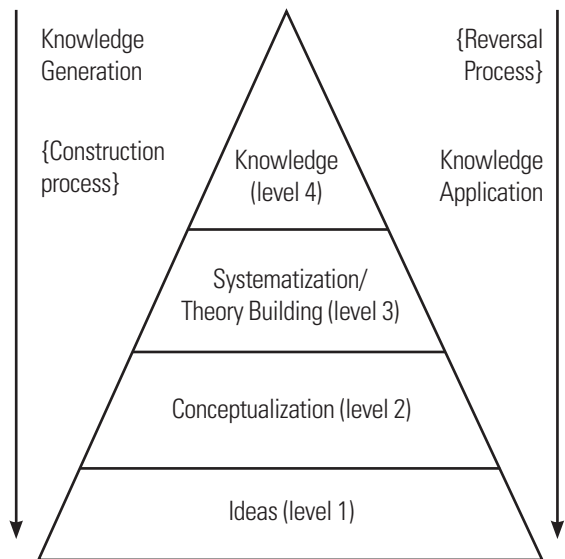 Knowledge
Generation
{Construction
process}
{Reversal
Process}
Knowledge
Application
Knowledge
(level 4)
Systematization/
Theory Building (level 3)
Conceptualization (level 2)
Ideas (level 1)